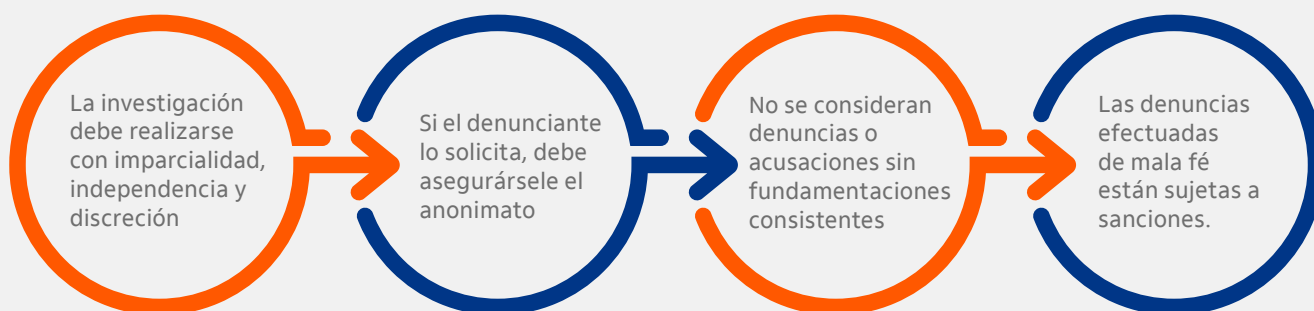 La investigación
debe realizarse
con imparcialidad,
independencia y
discreción
Si el denunciante
lo solicita, debe
asegurársele el
anonimato
No se consideran
denuncias o
acusaciones sin
fundamentaciones
consistentes
Las denuncias
efectuadas
de mala fé
están sujetas a
sanciones.